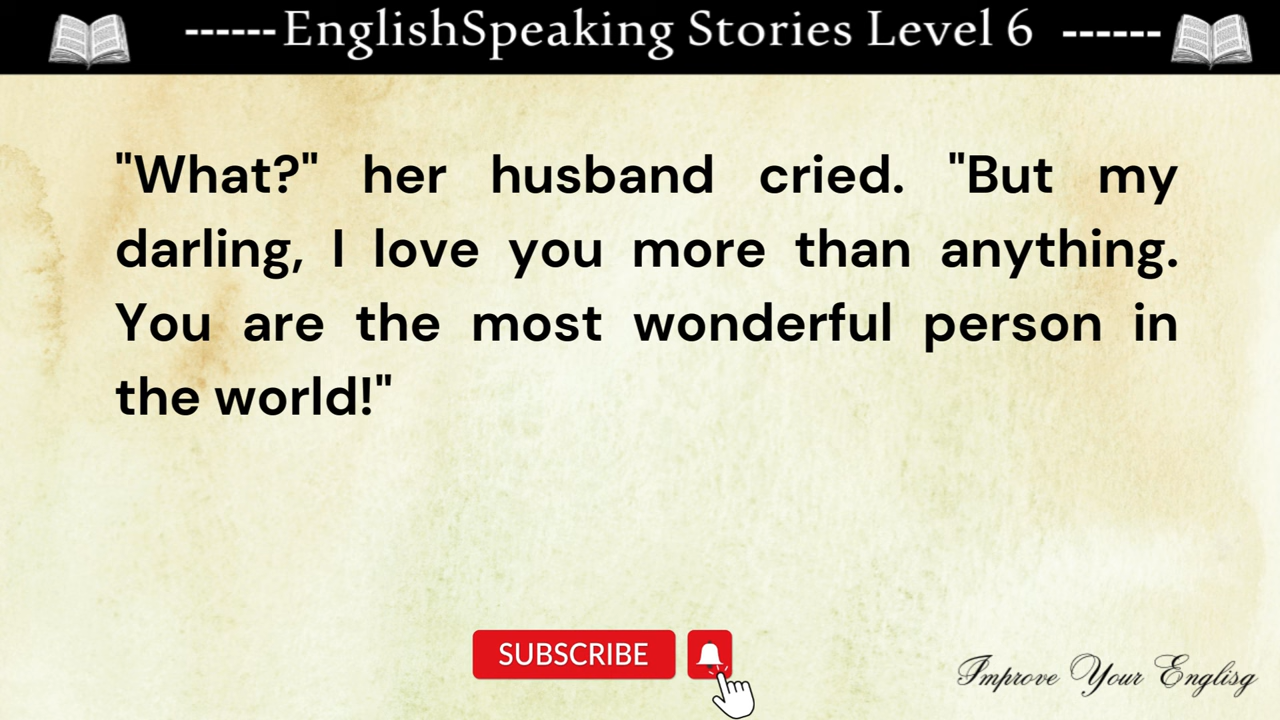 ------EnglishSpeaking Stories Level 6 ------
"What?" her husband cried. "But my
darling, I love you more than anything.
You are the most wonderful person in
the world!"
SUBSCRIBE
Improve Your Englisg